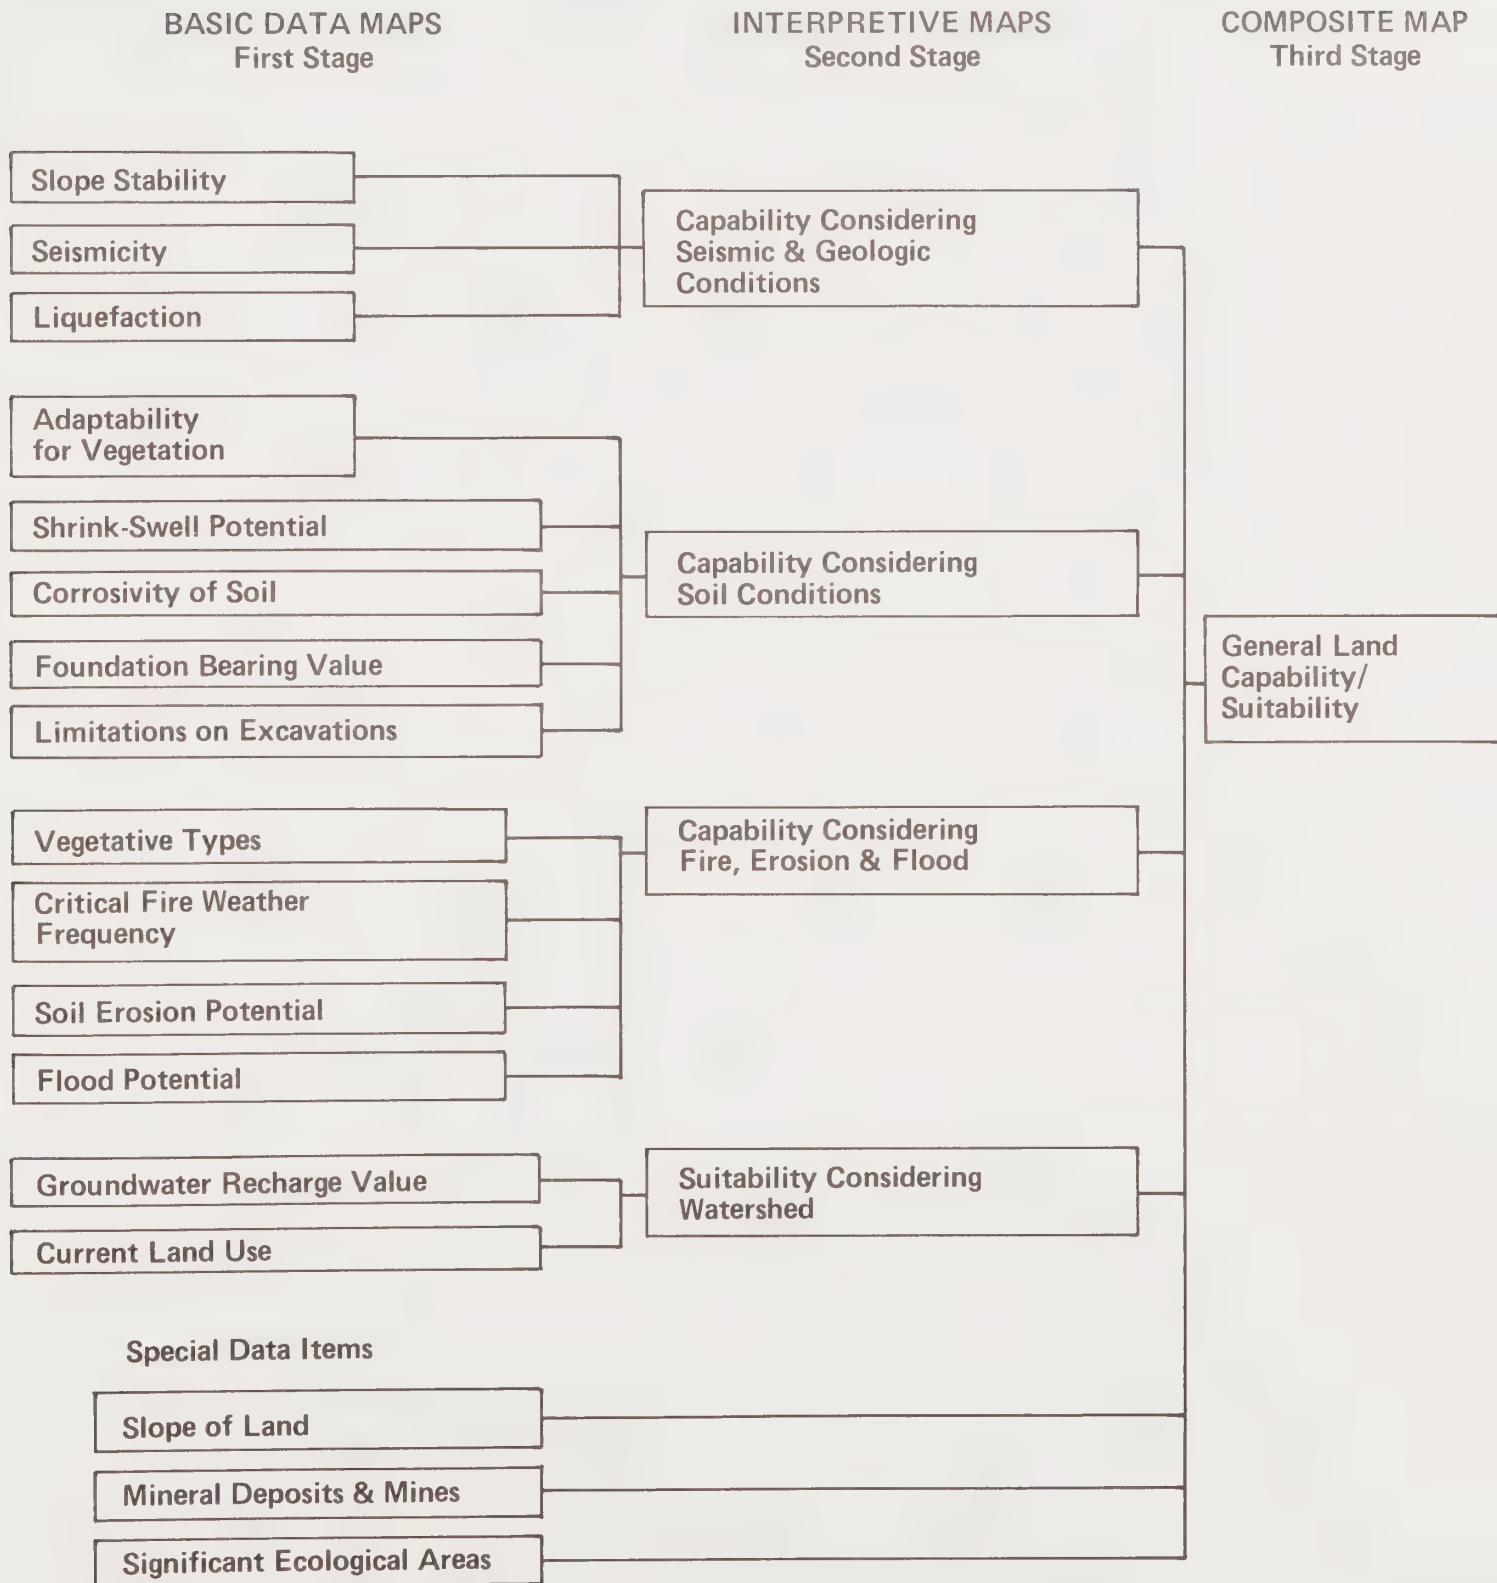 BASIC DATA MAPS
First Stage
INTERPRETIVE MAPS
Second Stage
COMPOSITE MAP
Third Stage
Slope Stability
Seismicity
Liquefaction
Capability Considering
Seismic & Geologic
Conditions
Adaptability
for Vegetation
Shrink-Swell Potential
Corrosivity of Soil
Foundation Bearing Value
Limitations on Excavations
Capability Considering
Soil Conditions
General Land
Capability/
Suitability
Vegetative Types
Critical Fire Weather
Frequency
Soil Erosion Potential
Flood Potential
Capability Considering
Fire, Erosion & Flood
Groundwater Recharge Value
Current Land Use
Suitability Considering
Watershed
Special Data Items
Slope of Land
Mineral Deposits & Mines
Significant Ecological Areas